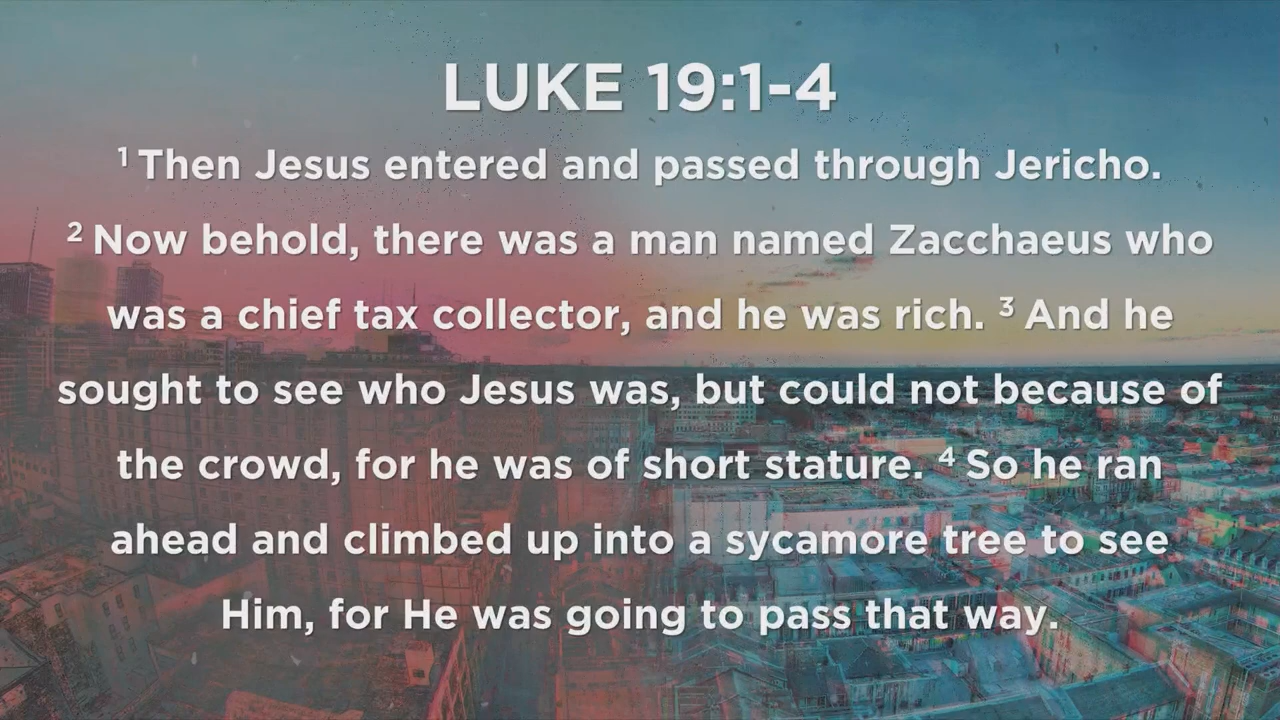 LUKE 19:1-4
1 Then Jesus entered and passed through Jericho.
2 Now behold, there was a man named Zacchaeus who
was a chief tax collector, and he was rich. 3 And he
sought to see who Jesus was, but could not because of
the crowd, for he was of short stature. 4 So he ran
ahead and climbed up into a sycamore tree to see
Him, for He was going to pass that way.